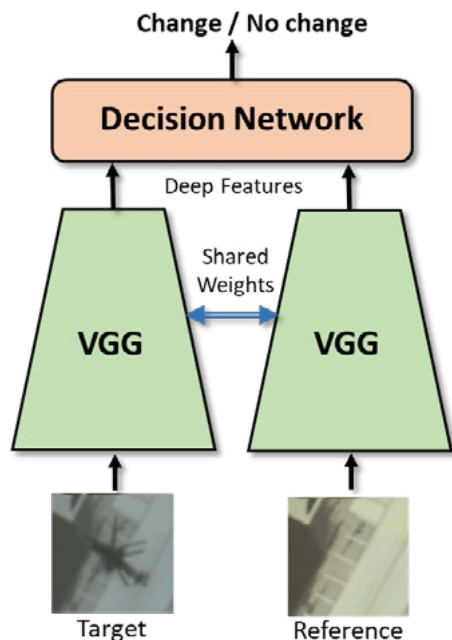 Change / No change
Decision Network
Deep Features
Shared
Weights
VGG
VGG
Target
Reference